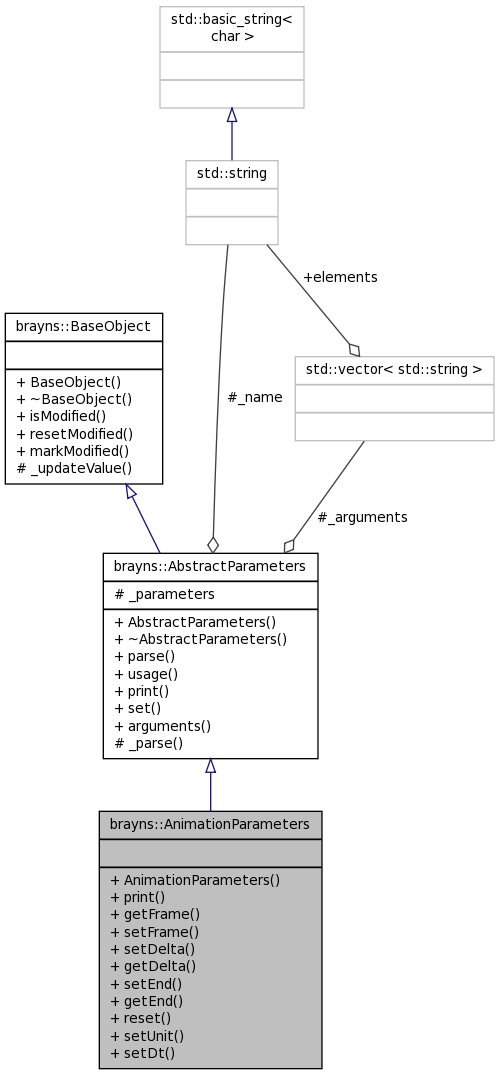 std::basic_string<
char >
std::string
+elements
brayns::BaseObject
+ BaseObject()
+ ~BaseObject()
+ isModified()
+ resetModified()
+ markModified()
# _updateValue()
std::vector< std::string >
#_name
#_arguments
brayns::AbstractParameters
# _parameters
+ AbstractParameters()
+ ~AbstractParameters()
+ parse()
+ usage()
+ print()
+ set()
+ arguments()
# _parse()
brayns::AnimationParameters
+ AnimationParameters()
+ print()
+ getFrame()
+ setFrame()
+ setDelta()
+ getDelta()
+ setEnd()
+ getEnd()
+ reset()
+ setUnit()
+ setDt()